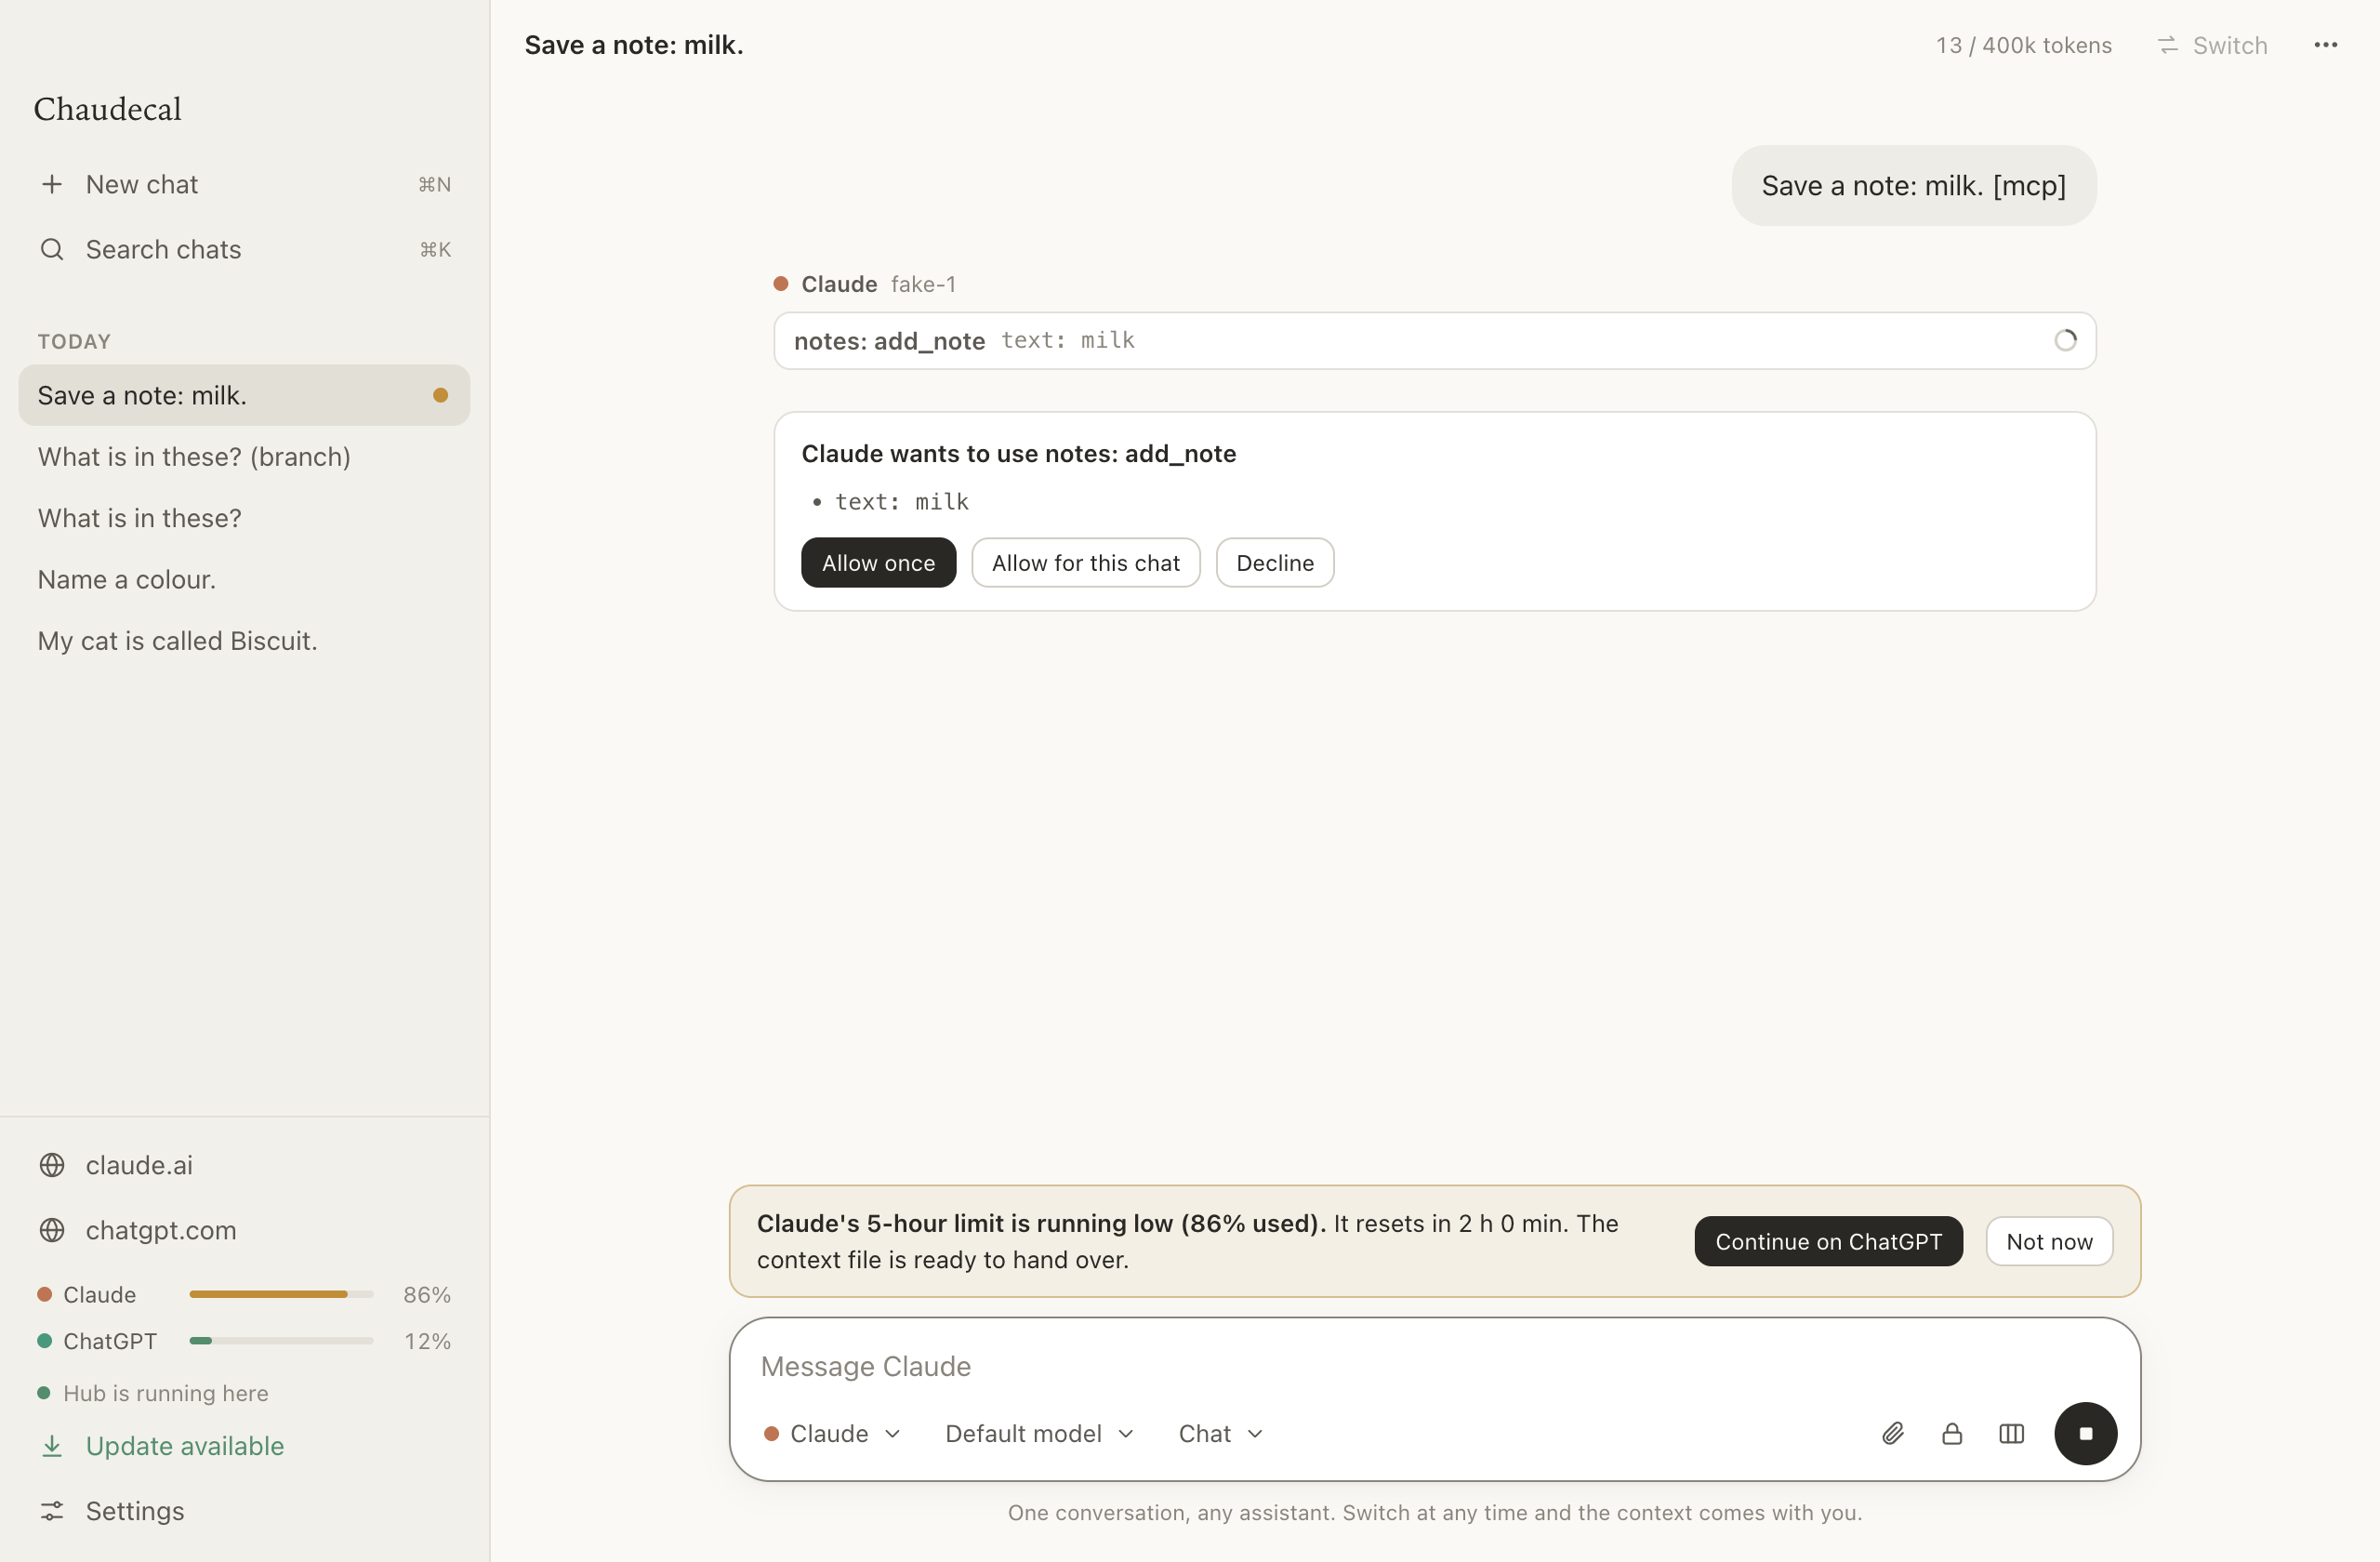 Chaudecal
New chat ⌘N
Search chats ⌘K
TODAY
Save a note: milk.
What is in these? (branch)
What is in these?
Name a colour.
My cat is called Biscuit.
claude.ai
chatgpt.com
Claude 86%
ChatGPT 12%
Hub is running here
Update available
Settings
Save a note: milk.
13 / 400k tokens
Switch
Save a note: milk. [mcp]
Claude fake-1
notes: add_note text: milk
Claude wants to use notes: add_note
• text: milk
Allow once
Allow for this chat
Decline
Claude's 5-hour limit is running low (86% used). It resets in 2 h 0 min. The
context file is ready to hand over.
Continue on ChatGPT
Not now
Message Claude
Claude
Default model
Chat
One conversation, any assistant. Switch at any time and the context comes with you.